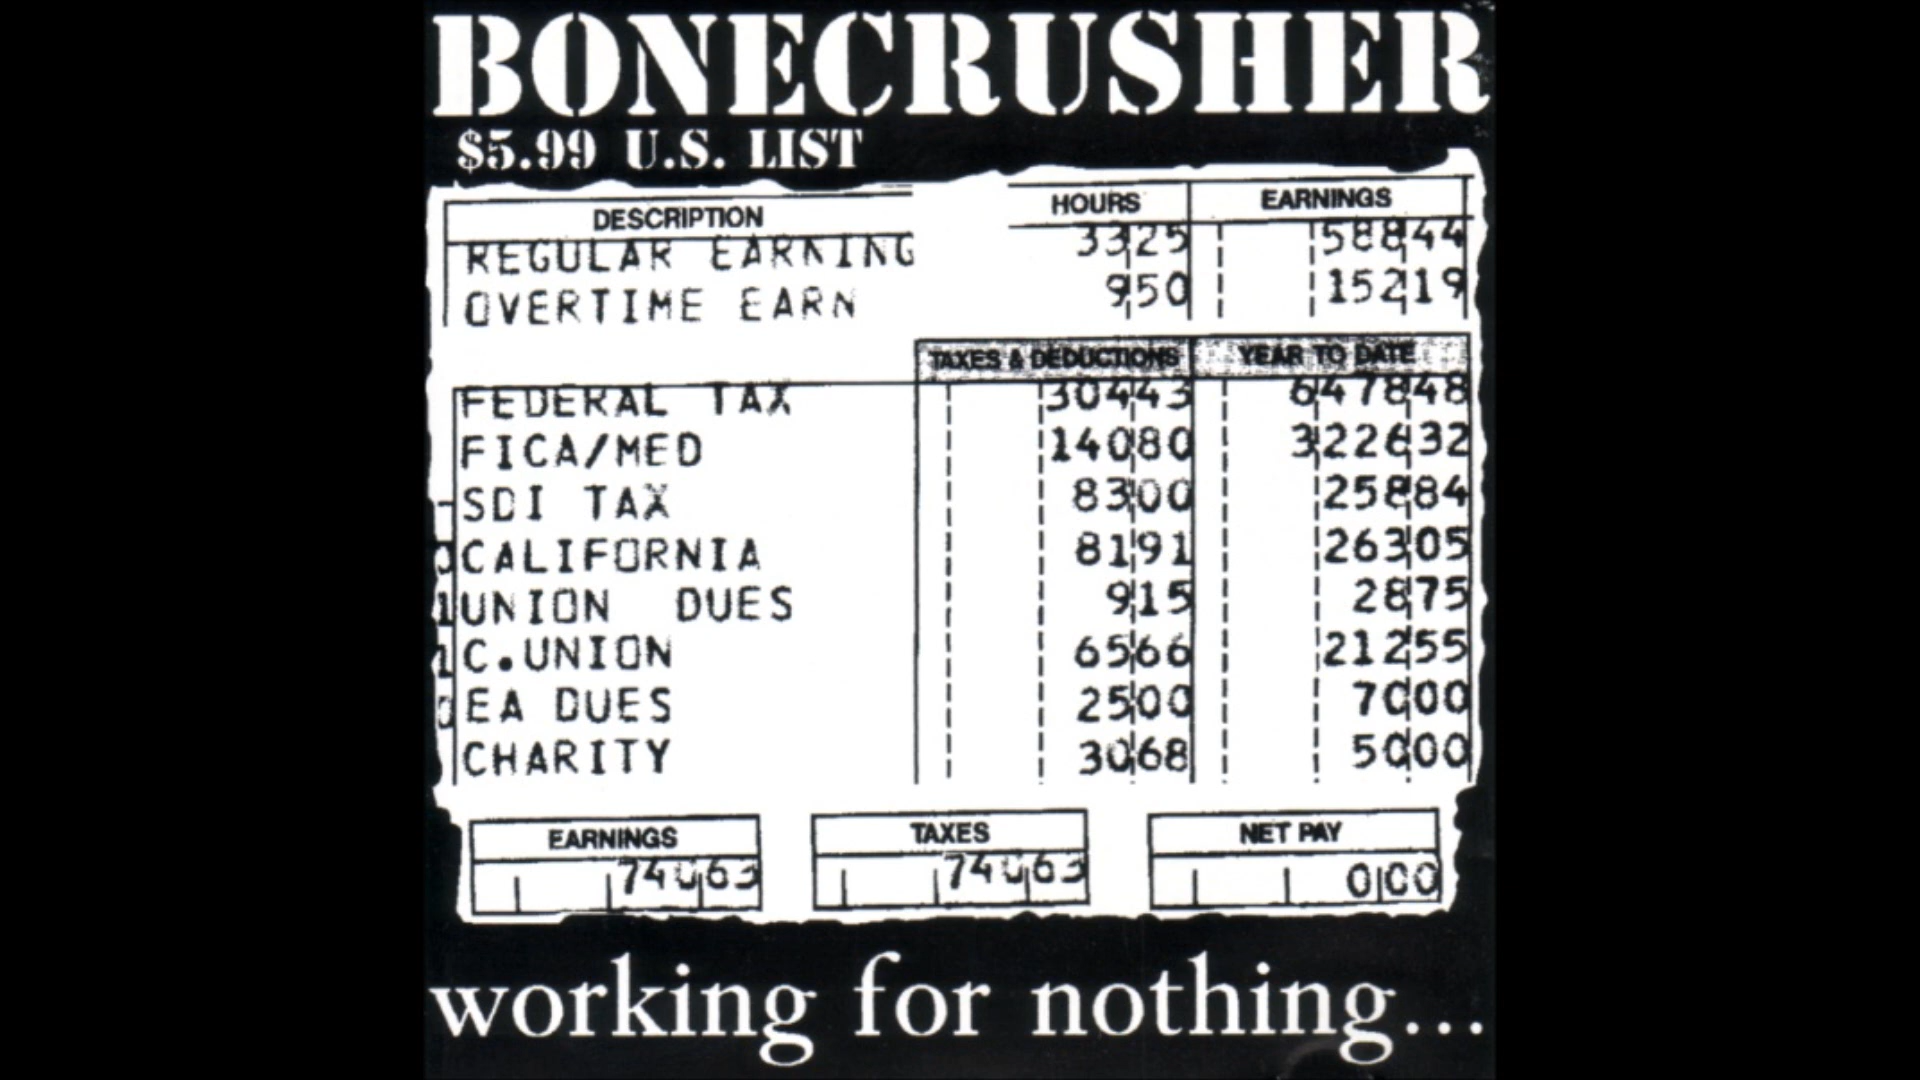 BONECRUSHER
$5.99 U.S. LIST
DESCRIPTION HOURS EARNINGS
REGULAR EARNING 3325 58844
OVERTIME EARN 950 15219
TAXES & DEDUCTIONS YEAR TO DATE
FEDERAL TAX 30443 647848
FICA/MED 14080 322632
SDI TAX 8300 25884
CALIFORNIA 8191 26305
UNION DUES 915 2875
C.UNION 6566 21255
EA DUES 2500 7000
CHARITY 3068 5000
EARNINGS TAXES NET PAY
74063 74063 0 00
working for nothing...